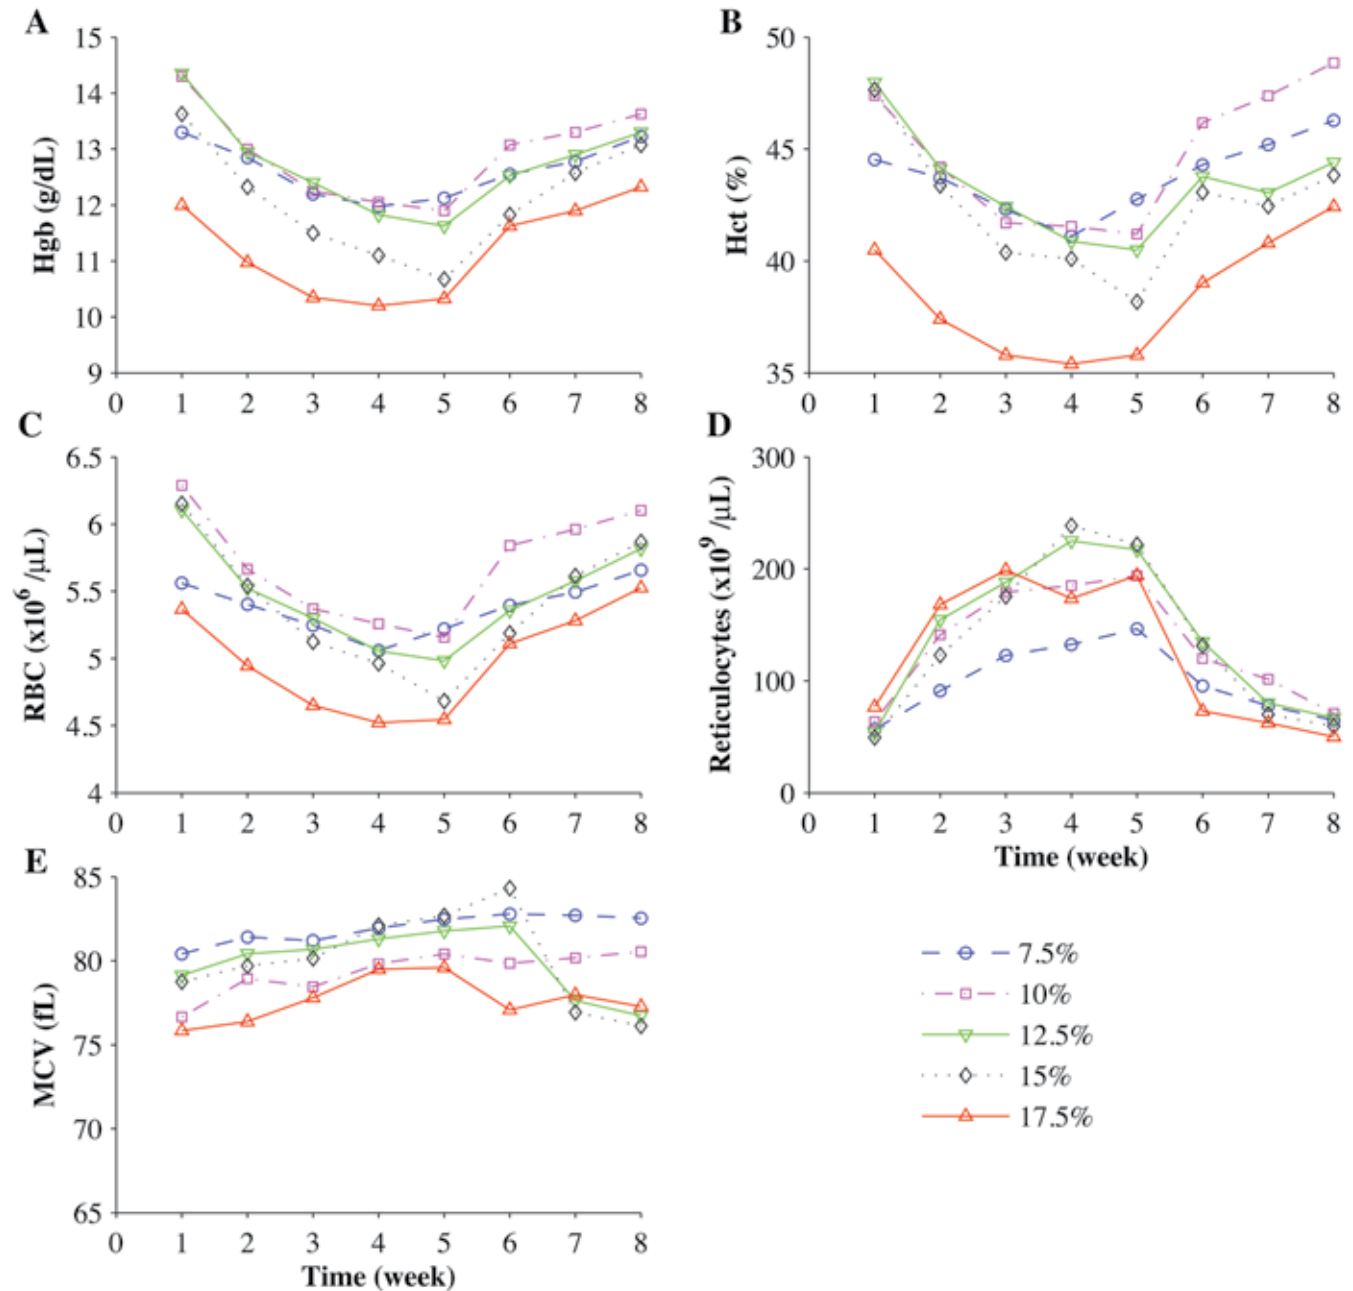 A
15
14
13
12
11
10
9
Hgb (g/dL)
0 1 2 3 4 5 6 7 8
B
50
45
40
35
Hct (%)
0 1 2 3 4 5 6 7 8
C
6.5
6
5.5
5
4.5
4
RBC (x10⁶ /μL)
0 1 2 3 4 5 6 7 8
D
300
200
100
0
Reticulocytes (x10⁹ /μL)
0 1 2 3 4 5 6 7 8
Time (week)
E
85
80
75
70
65
MCV (fL)
0 1 2 3 4 5 6 7 8
Time (week)
7.5%
10%
12.5%
15%
17.5%